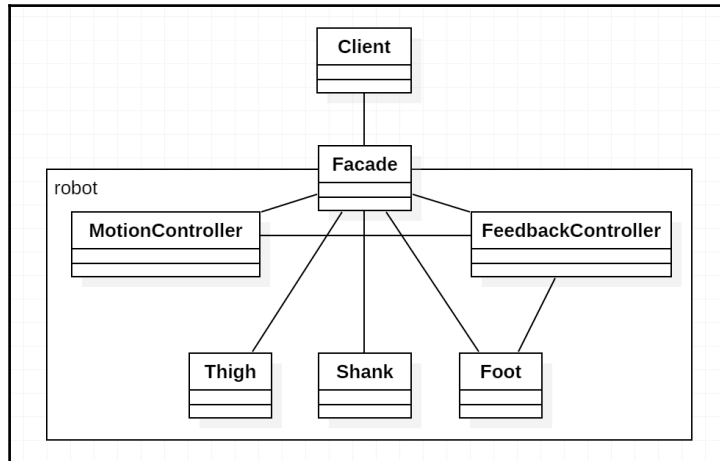 Client
Facade
robot
MotionController
FeedbackController
Thigh
Shank
Foot